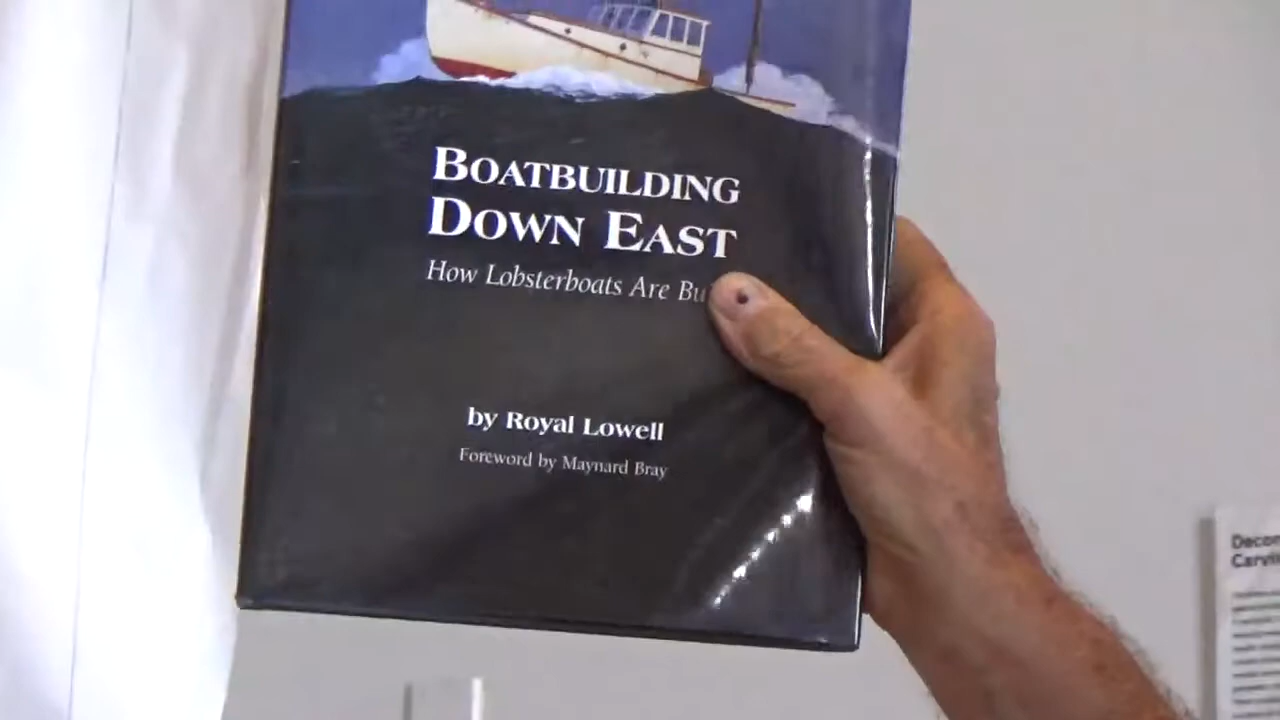 BOATBUILDING
DOWN EAST
How Lobsterboats Are
by Royal Lowell
Foreword by Maynard Bray